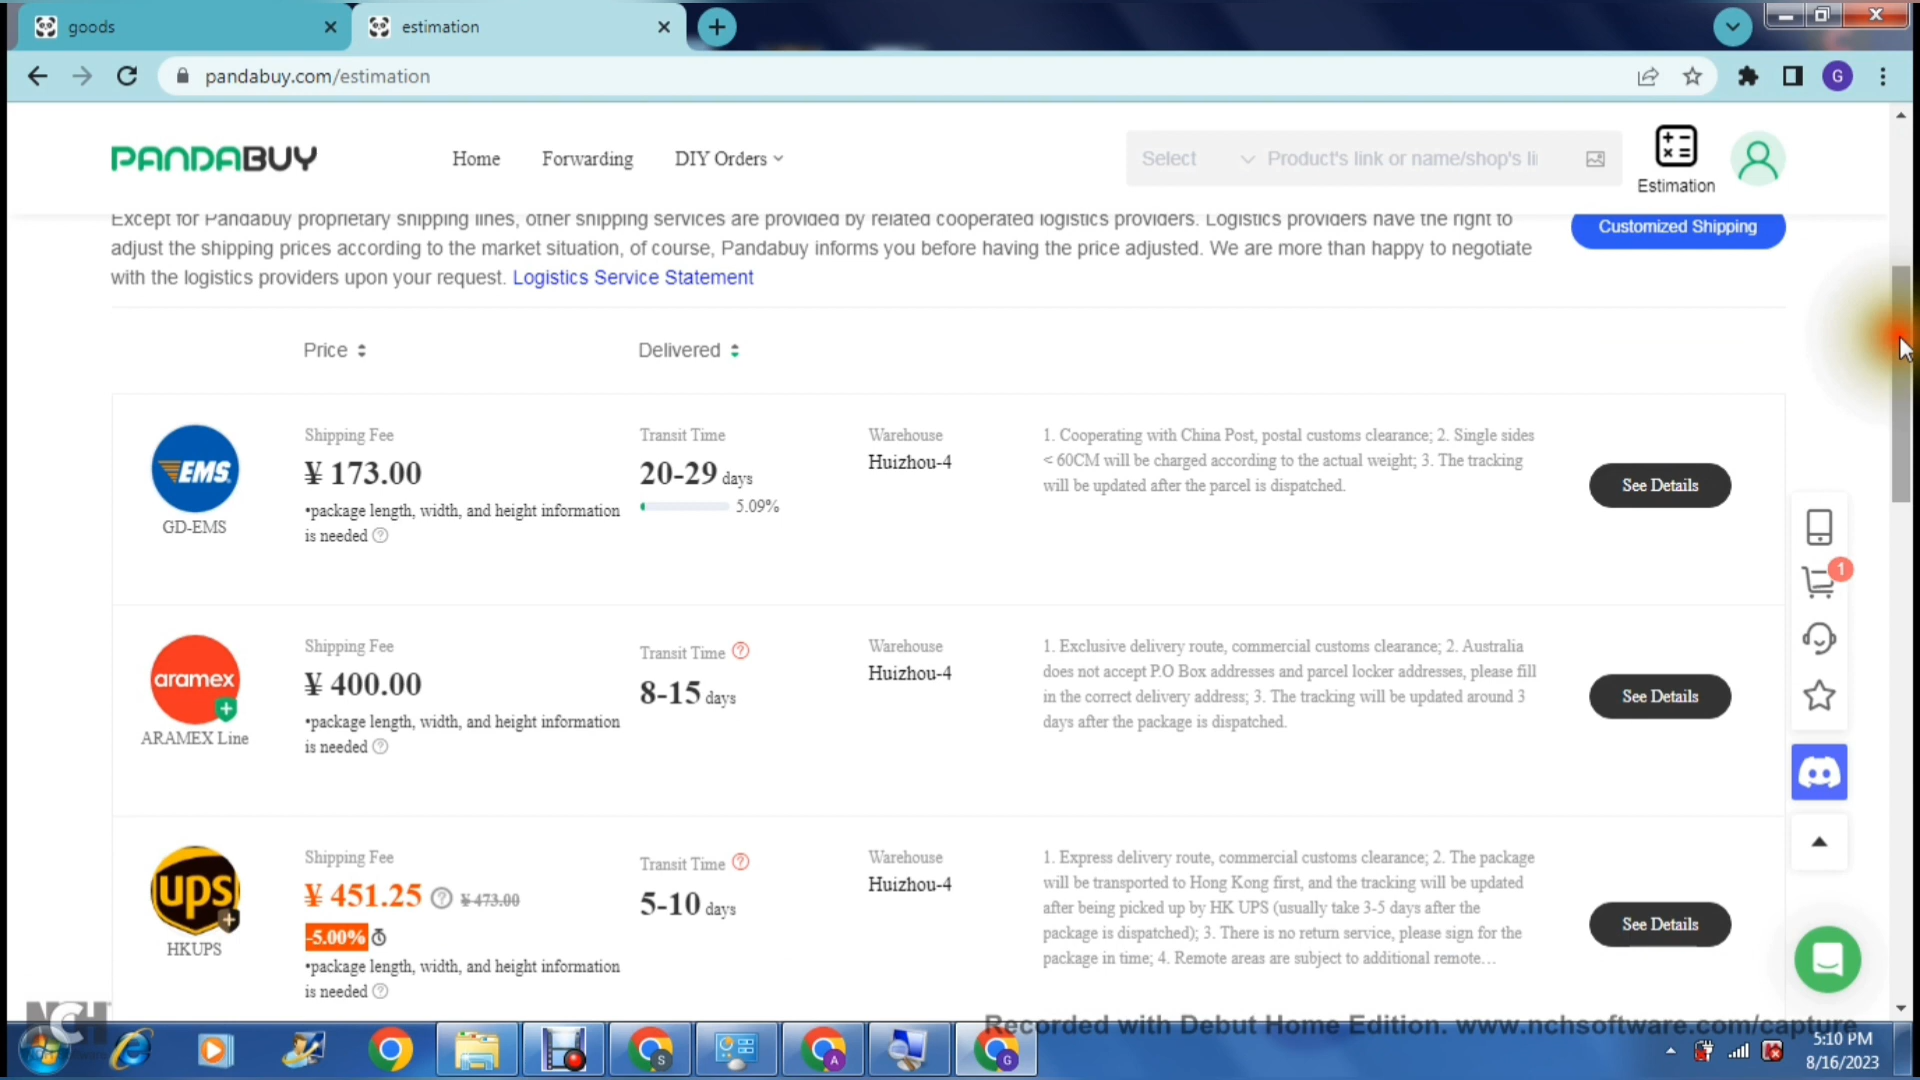 goods
estimation
pandabuy.com/estimation
G
PANDABUY
Home
Forwarding
DIY Orders
Select
Product's link or name/shop's li
Estimation
Except for Pandabuy proprietary shipping lines, other shipping services are provided by related cooperated logistics providers. Logistics providers have the right to
adjust the shipping prices according to the market situation, of course, Pandabuy informs you before having the price adjusted. We are more than happy to negotiate
with the logistics providers upon your request. Logistics Service Statement
Customized Shipping
Price
Delivered
EMS
GD-EMS
Shipping Fee
¥ 173.00
•package length, width, and height information
is needed ?
Transit Time
20-29 days
5.09%
Warehouse
Huizhou-4
1. Cooperating with China Post, postal customs clearance; 2. Single sides
< 60CM will be charged according to the actual weight; 3. The tracking
will be updated after the parcel is dispatched.
See Details
aramex
ARAMEX Line
Shipping Fee
¥ 400.00
•package length, width, and height information
is needed ?
Transit Time ?
8-15 days
Warehouse
Huizhou-4
1. Exclusive delivery route, commercial customs clearance; 2. Australia
does not accept P.O Box addresses and parcel locker addresses, please fill
in the correct delivery address; 3. The tracking will be updated around 3
days after the package is dispatched.
See Details
1
ups
HKUPS
Shipping Fee
¥ 451.25 ? ¥ 473.00
-5.00%
•package length, width, and height information
is needed ?
Transit Time ?
5-10 days
Warehouse
Huizhou-4
1. Express delivery route, commercial customs clearance; 2. The package
will be transported to Hong Kong first, and the tracking will be updated
after being picked up by HK UPS (usually take 3-5 days after the
package is dispatched); 3. There is no return service, please sign for the
package in time; 4. Remote areas are subject to additional remote…
See Details
NCH
Recorded with Debut Home Edition. www.nchsoftware.com/capture
S
A
G
5:10 PM
8/16/2023